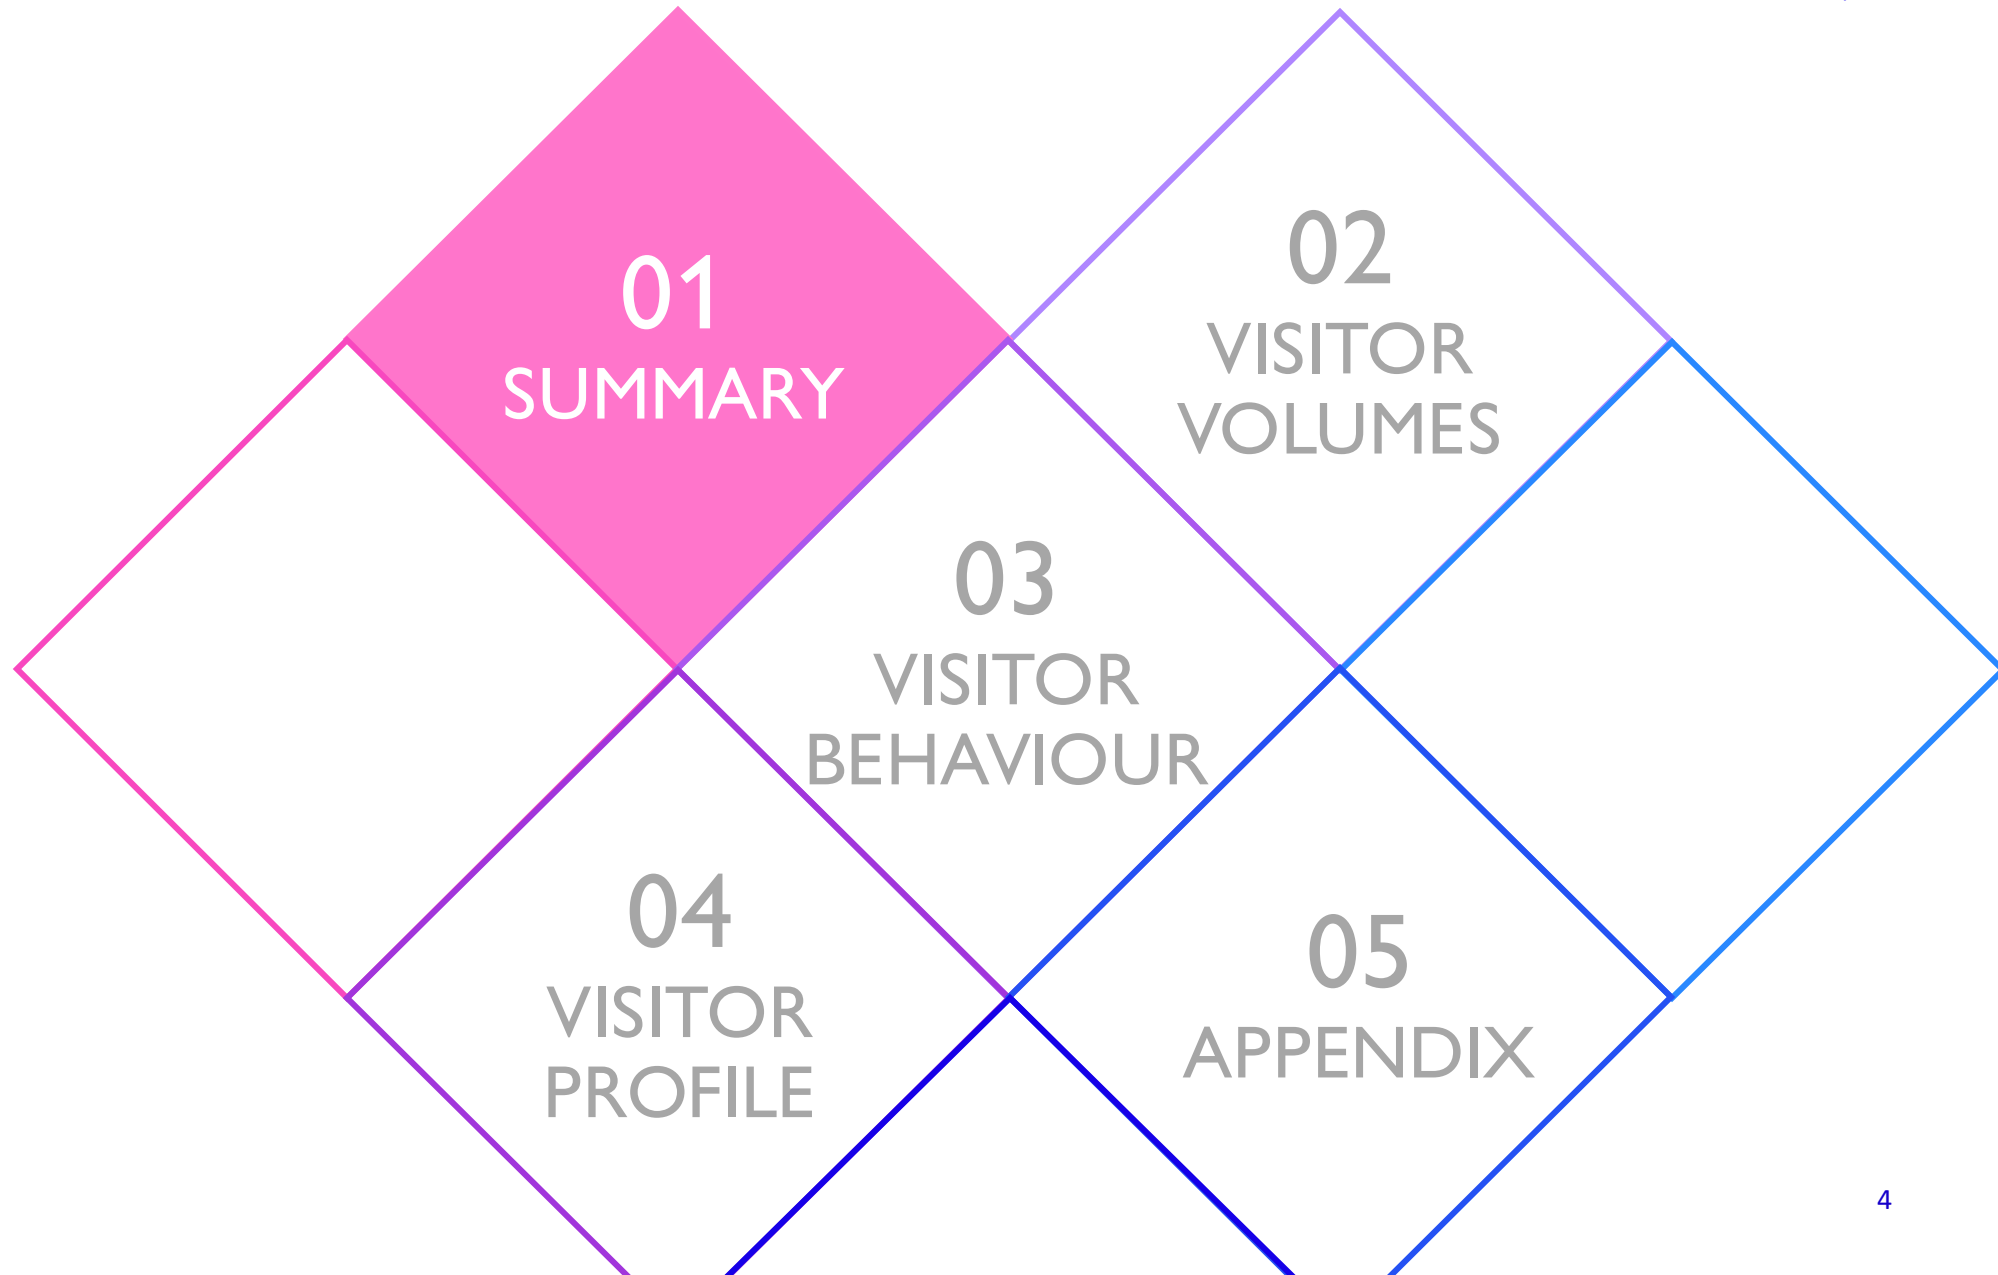 01
SUMMARY
02
VISITOR
VOLUMES
03
VISITOR
BEHAVIOUR
04
VISITOR
PROFILE
05
APPENDIX
4